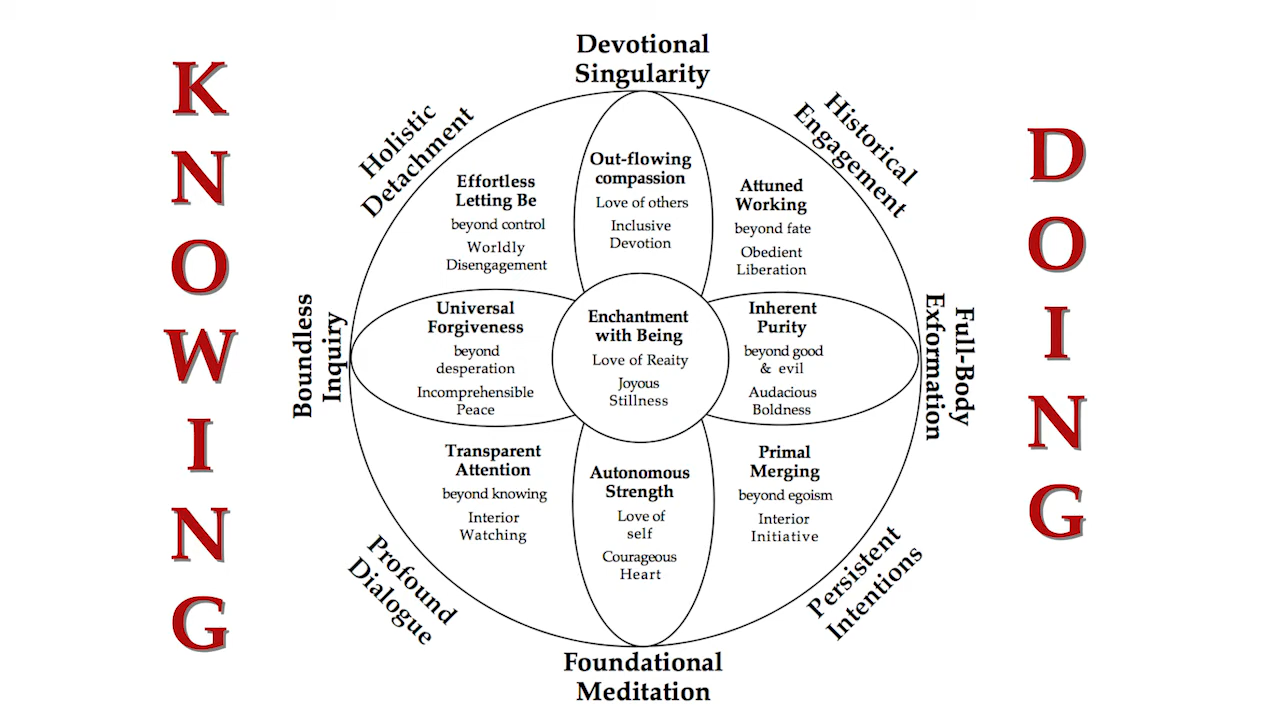 KNOWING
Devotional
Singularity
Holistic
Detachment
Historical
Engagement
DOING
Out-flowing
compassion
Love of others
Inclusive
Devotion
Effortless
Letting Be
beyond control
Worldly
Disengagement
Attuned
Working
beyond fate
Obedient
Liberation
Boundless
Inquiry
Universal
Forgiveness
beyond
desperation
Incomprehensible
Peace
Enchantment
with Being
Love of Reaity
Joyous
Stillness
Inherent
Purity
beyond good
& evil
Audacious
Boldness
Full-Body
Exformation
Transparent
Attention
beyond knowing
Interior
Watching
Autonomous
Strength
Love of
self
Courageous
Heart
Primal
Merging
beyond egoism
Interior
Initiative
Profound
Dialogue
Persistent
Intentions
Foundational
Meditation